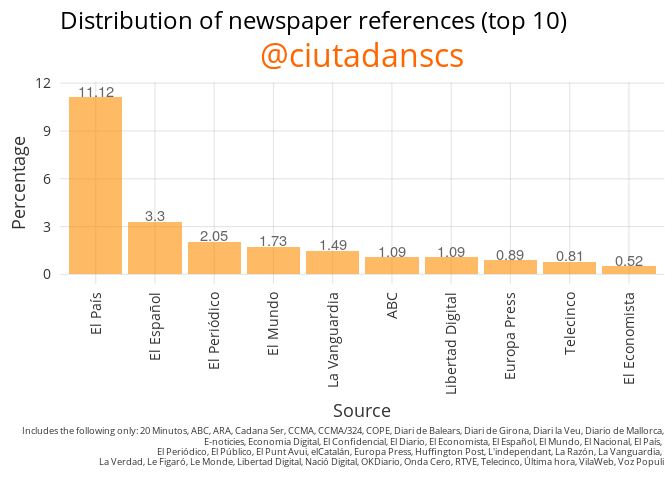 Distribution of newspaper references (top 10)
@ciutadanscs
12
9
6
3
0
Percentage
11.12
3.3
2.05
1.73
1.49
1.09
1.09
0.89
0.81
0.52
El País
El Español
El Periódico
El Mundo
La Vanguardia
ABC
Libertad Digital
Europa Press
Telecinco
El Economista
Source
Includes the following only: 20 Minutos, ABC, ARA, Cadana Ser, CCMA, CCMA/324, COPE, Diari de Balears, Diari de Girona, Diari la Veu, Diario de Mallorca,
E-noticies, Economia Digital, El Confidencial, El Diario, El Economista, El Español, El Mundo, El Nacional, El País,
El Periódico, El Público, El Punt Avui, elCatalán, Europa Press, Huffington Post, L'independant, La Razón, La Vanguardia,
La Verdad, Le Figaró, Le Monde, Libertad Digital, Nació Digital, OKDiario, Onda Cero, RTVE, Telecinco, Última hora, VilaWeb, Voz Populi